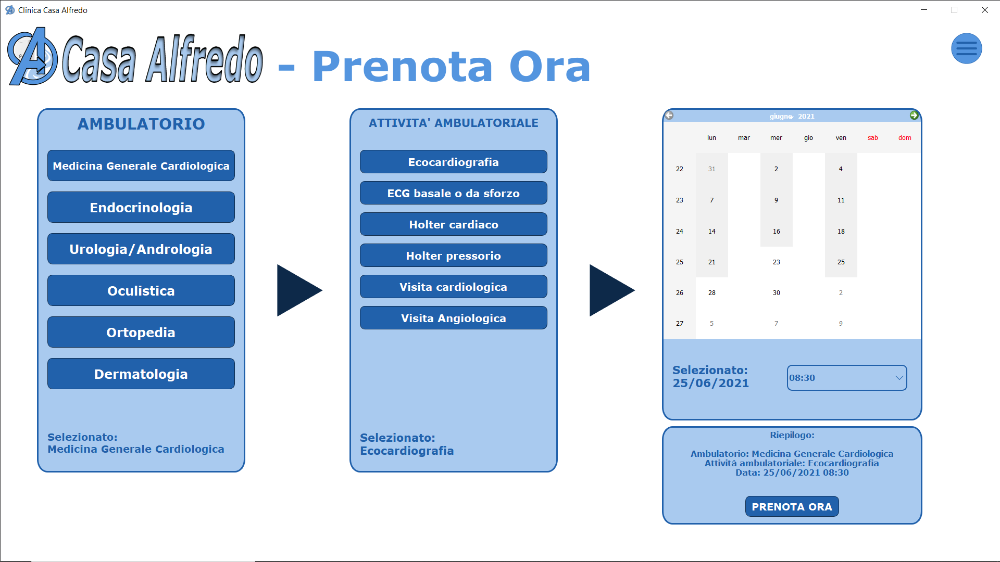 Clinica Casa Alfredo
Casa Alfredo - Prenota Ora
AMBULATORIO
Medicina Generale Cardiologica
Endocrinologia
Urologia/Andrologia
Oculistica
Ortopedia
Dermatologia
Selezionato:
Medicina Generale Cardiologica
ATTIVITA' AMBULATORIALE
Ecocardiografia
ECG basale o da sforzo
Holter cardiaco
Holter pressorio
Visita cardiologica
Visita Angiologica
Selezionato:
Ecocardiografia
giugno 2021
lun mar mer gio ven sab dom
22 31 2 4
23 7 9 11
24 14 16 18
25 21 23 25
26 28 30 2
27 5 7 9
Selezionato:
25/06/2021
08:30
Riepilogo:
Ambulatorio: Medicina Generale Cardiologica
Attività ambulatoriale: Ecocardiografia
Data: 25/06/2021 08:30
PRENOTA ORA